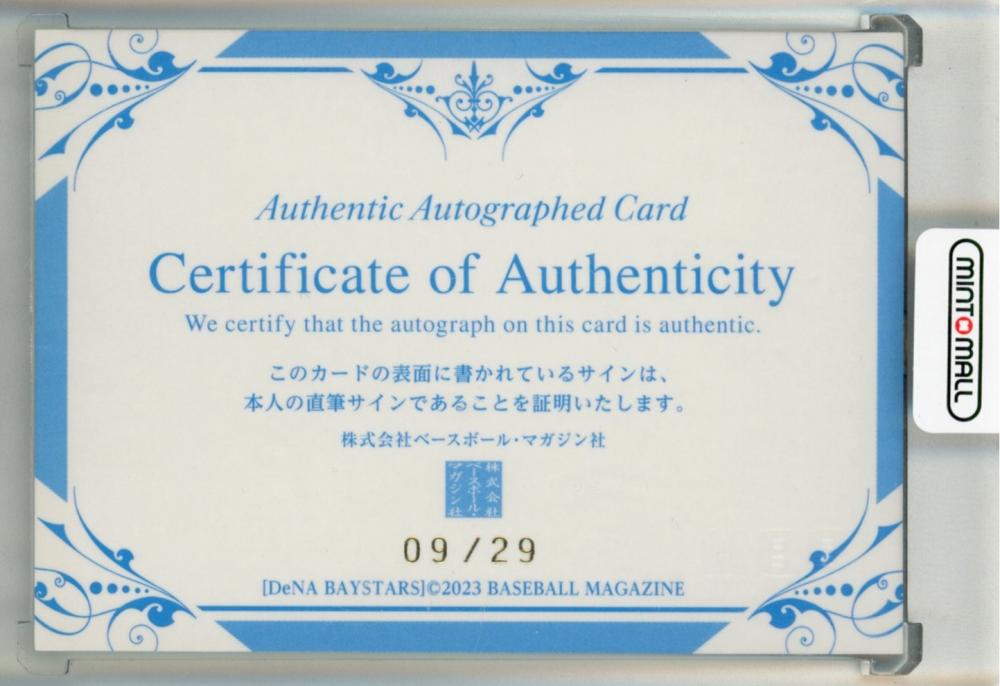 Authentic Autographed Card
Certificate of Authenticity
We certify that the autograph on this card is authentic.
このカードの表面に書かれているサインは、
本人の直筆サインであることを証明いたします。
株式会社ベースボール・マガジン社
株式会社
ベースボール・
マガジン社
09/29
[DeNA BAYSTARS]©2023 BASEBALL MAGAZINE
MINTMALL